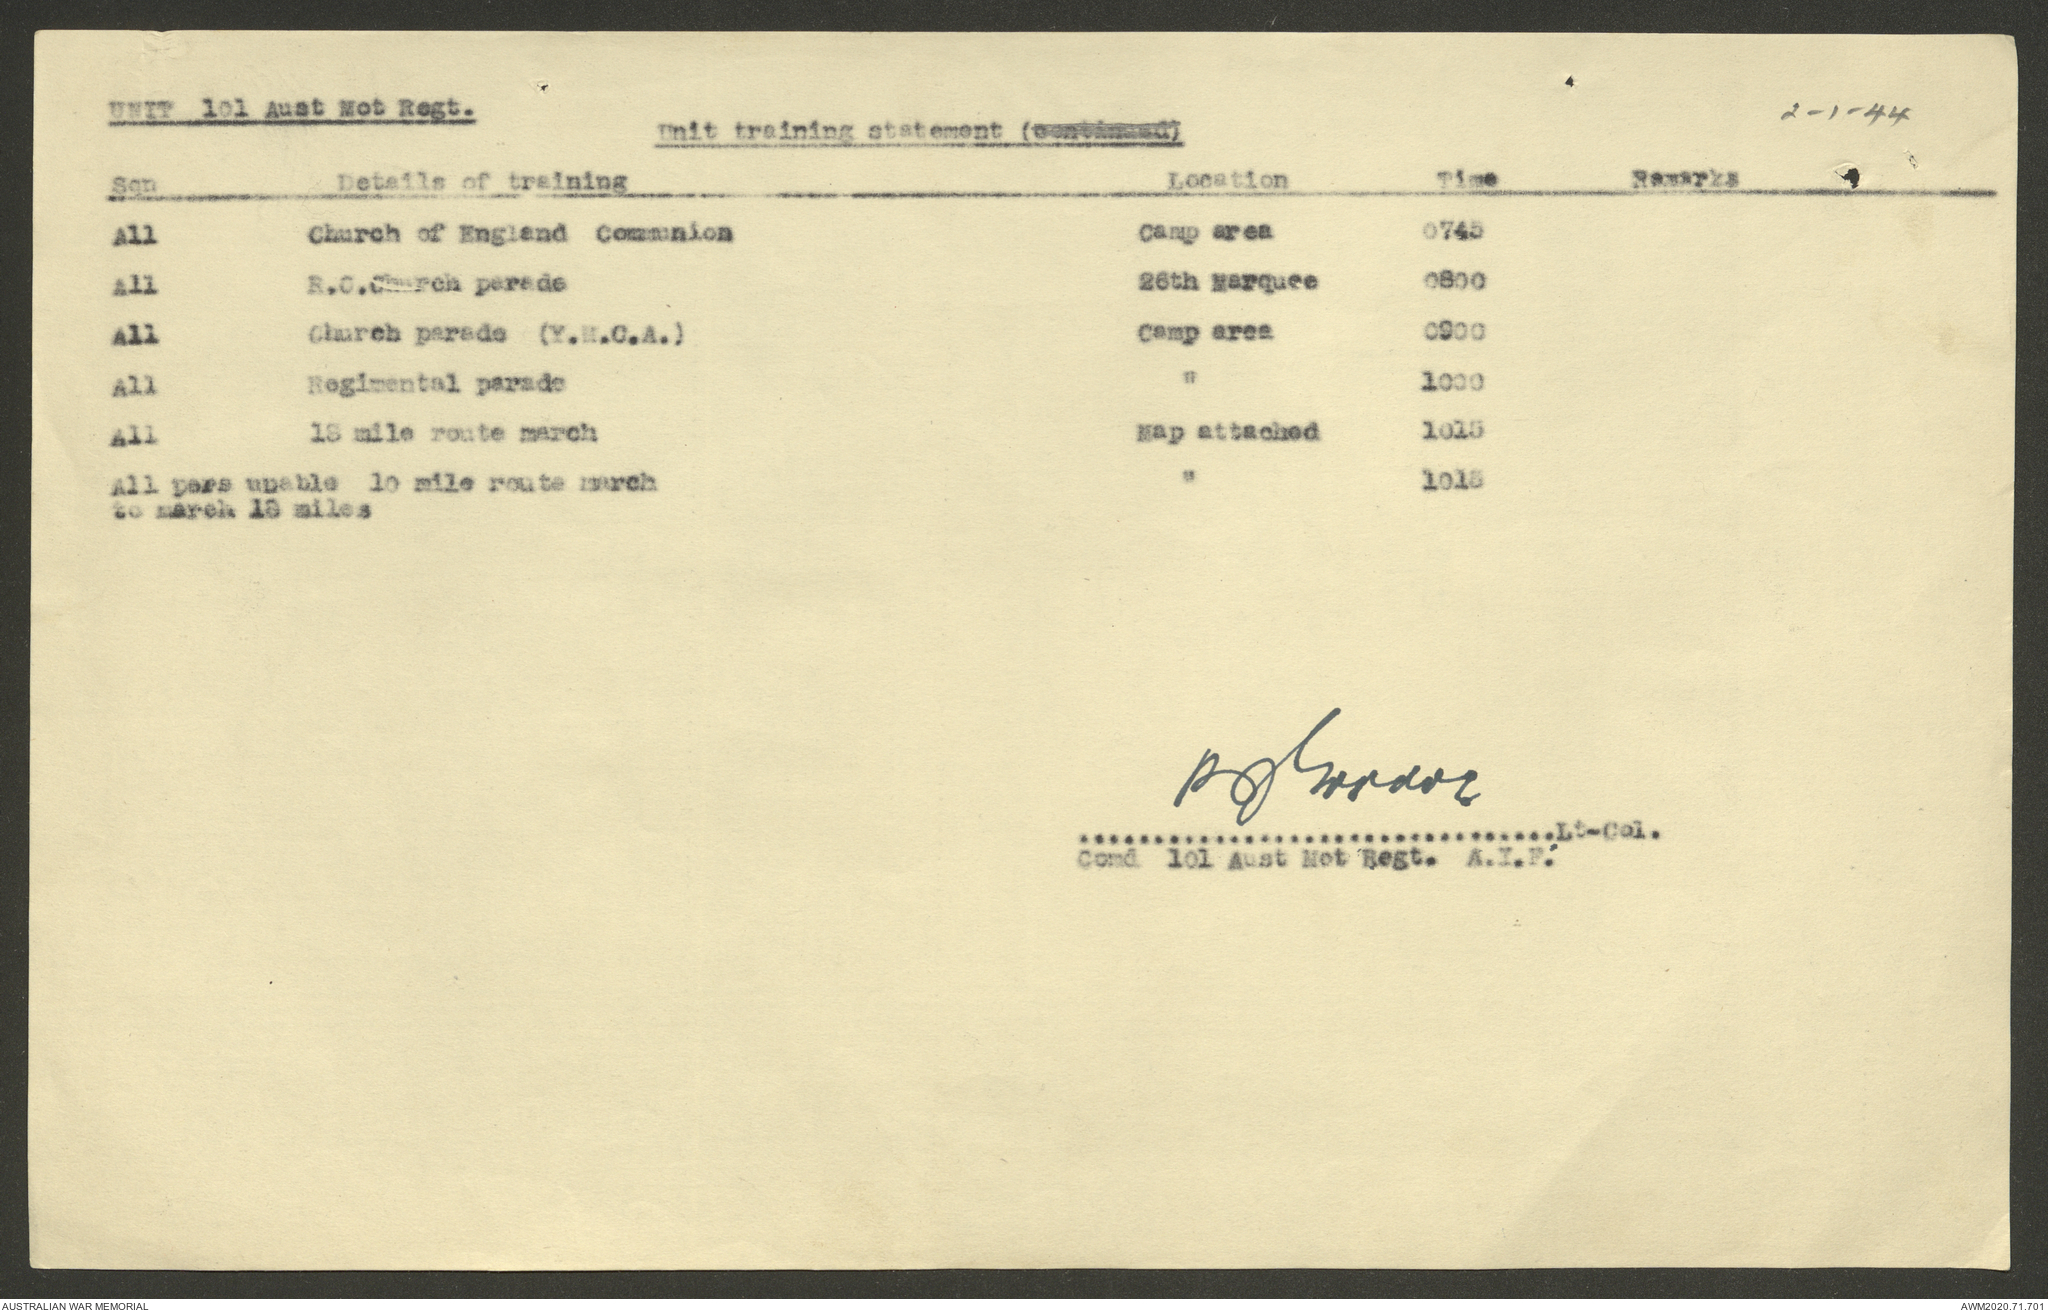 UNIT 101 Aust Mot Regt.
2-1-44
Unit training statement (continued)
Sqn Details of training Location Time Remarks
All Church of England Communion Camp area 0745
All R.C.Church parade 26th Marquee 0800
All Church parade (Y.M.C.A.) Camp area 0900
All Regimental parade " 1000
All 18 mile route march Map attached 1015
All pers unable 10 mile route march " 1015
to march 18 miles
.................................Lt-Col.
Comd 101 Aust Mot Regt. A.I.F.
AUSTRALIAN WAR MEMORIAL
AWM2020.71.701